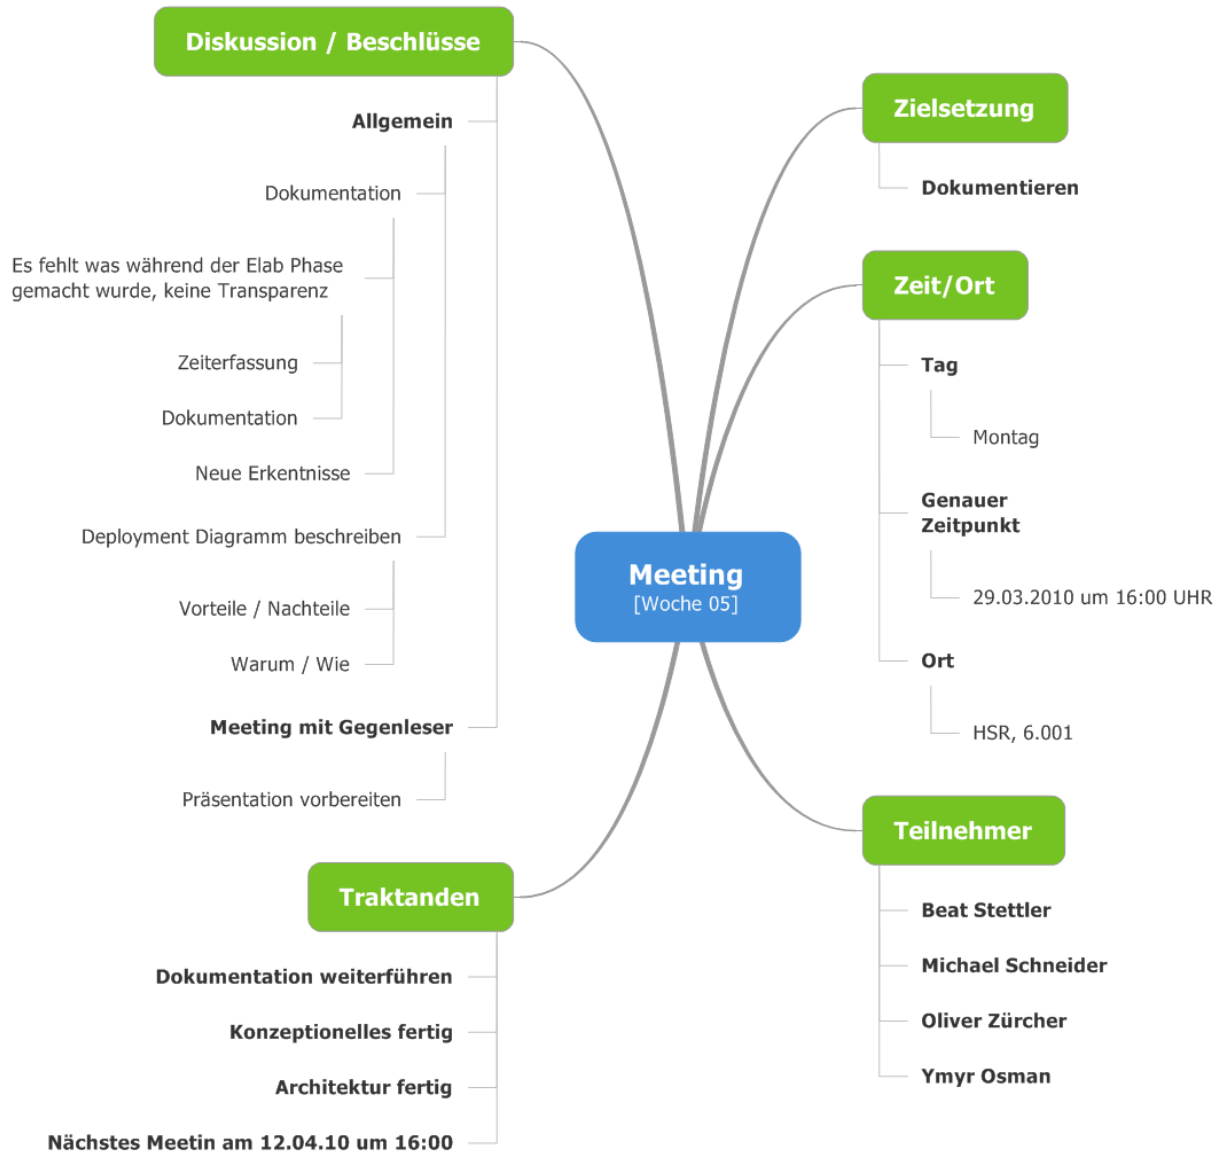 Diskussion / Beschlüsse
Allgemein
Dokumentation
Es fehlt was während der Elab Phase
gemacht wurde, keine Transparenz
Zeiterfassung
Dokumentation
Neue Erkentnisse
Deployment Diagramm beschreiben
Vorteile / Nachteile
Warum / Wie
Meeting mit Gegenleser
Präsentation vorbereiten
Traktanden
Dokumentation weiterführen
Konzeptionelles fertig
Architektur fertig
Nächstes Meetin am 12.04.10 um 16:00
Meeting
[Woche 05]
Zielsetzung
Dokumentieren
Zeit/Ort
Tag
Montag
Genauer
Zeitpunkt
29.03.2010 um 16:00 UHR
Ort
HSR, 6.001
Teilnehmer
Beat Stettler
Michael Schneider
Oliver Zürcher
Ymyr Osman